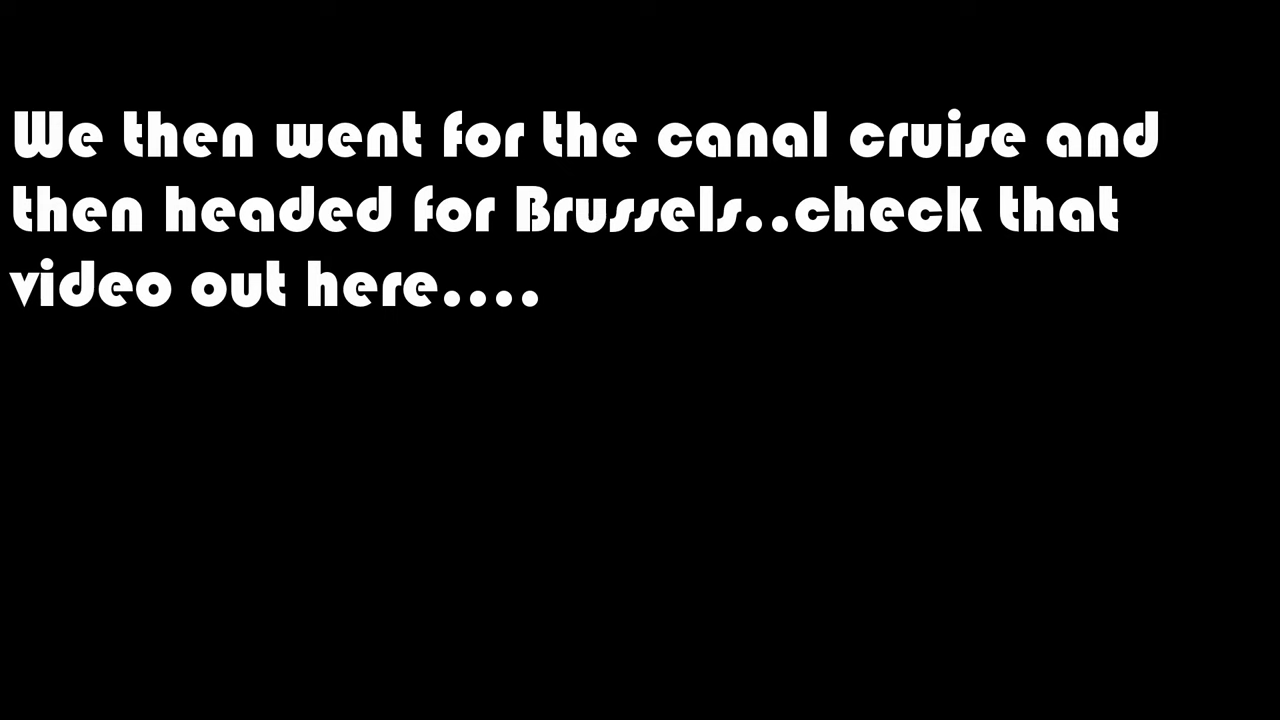 We then went for the canal cruise and
then headed for Brussels..check that
video out here....